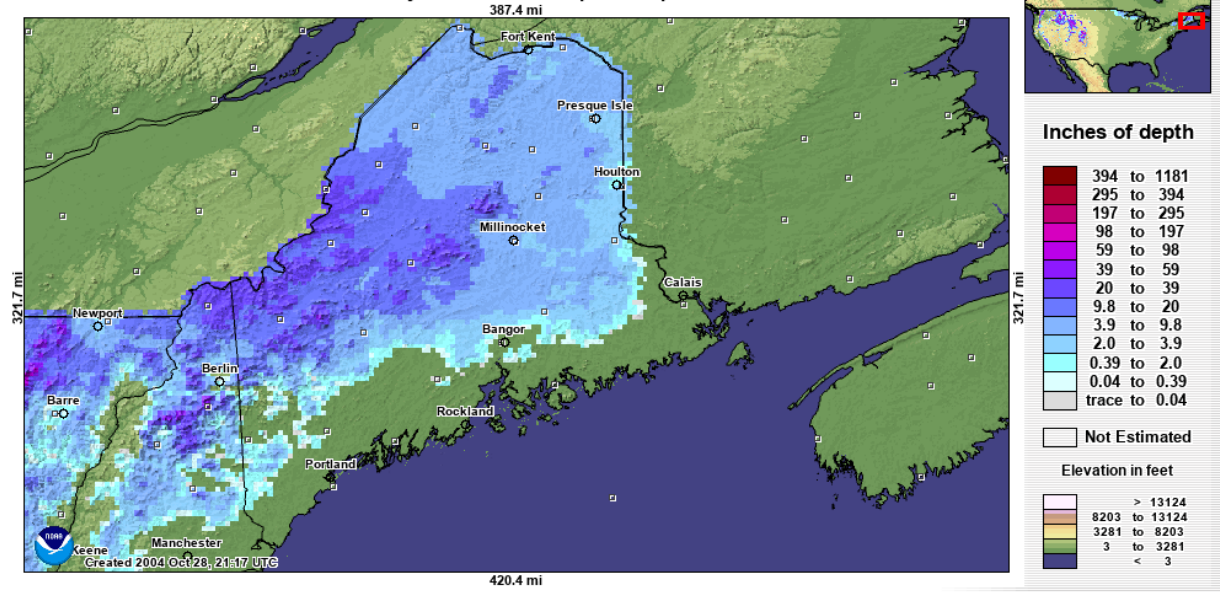 387.4 mi
Fort Kent
Presque Isle
Houlton
Millinocket
321.7 mi
321.7 mi
Calais
Newport
Bangor
Berlin
Barre
Rockland
Portland
NOAA
Keene
Manchester
Created 2004 Oct 28, 21:17 UTC
420.4 mi
Inches of depth
394 to 1181
295 to 394
197 to 295
98 to 197
59 to 98
39 to 59
20 to 39
9.8 to 20
3.9 to 9.8
2.0 to 3.9
0.39 to 2.0
0.04 to 0.39
trace to 0.04
Not Estimated
Elevation in feet
> 13124
8203 to 13124
3281 to 8203
3 to 3281
< 3